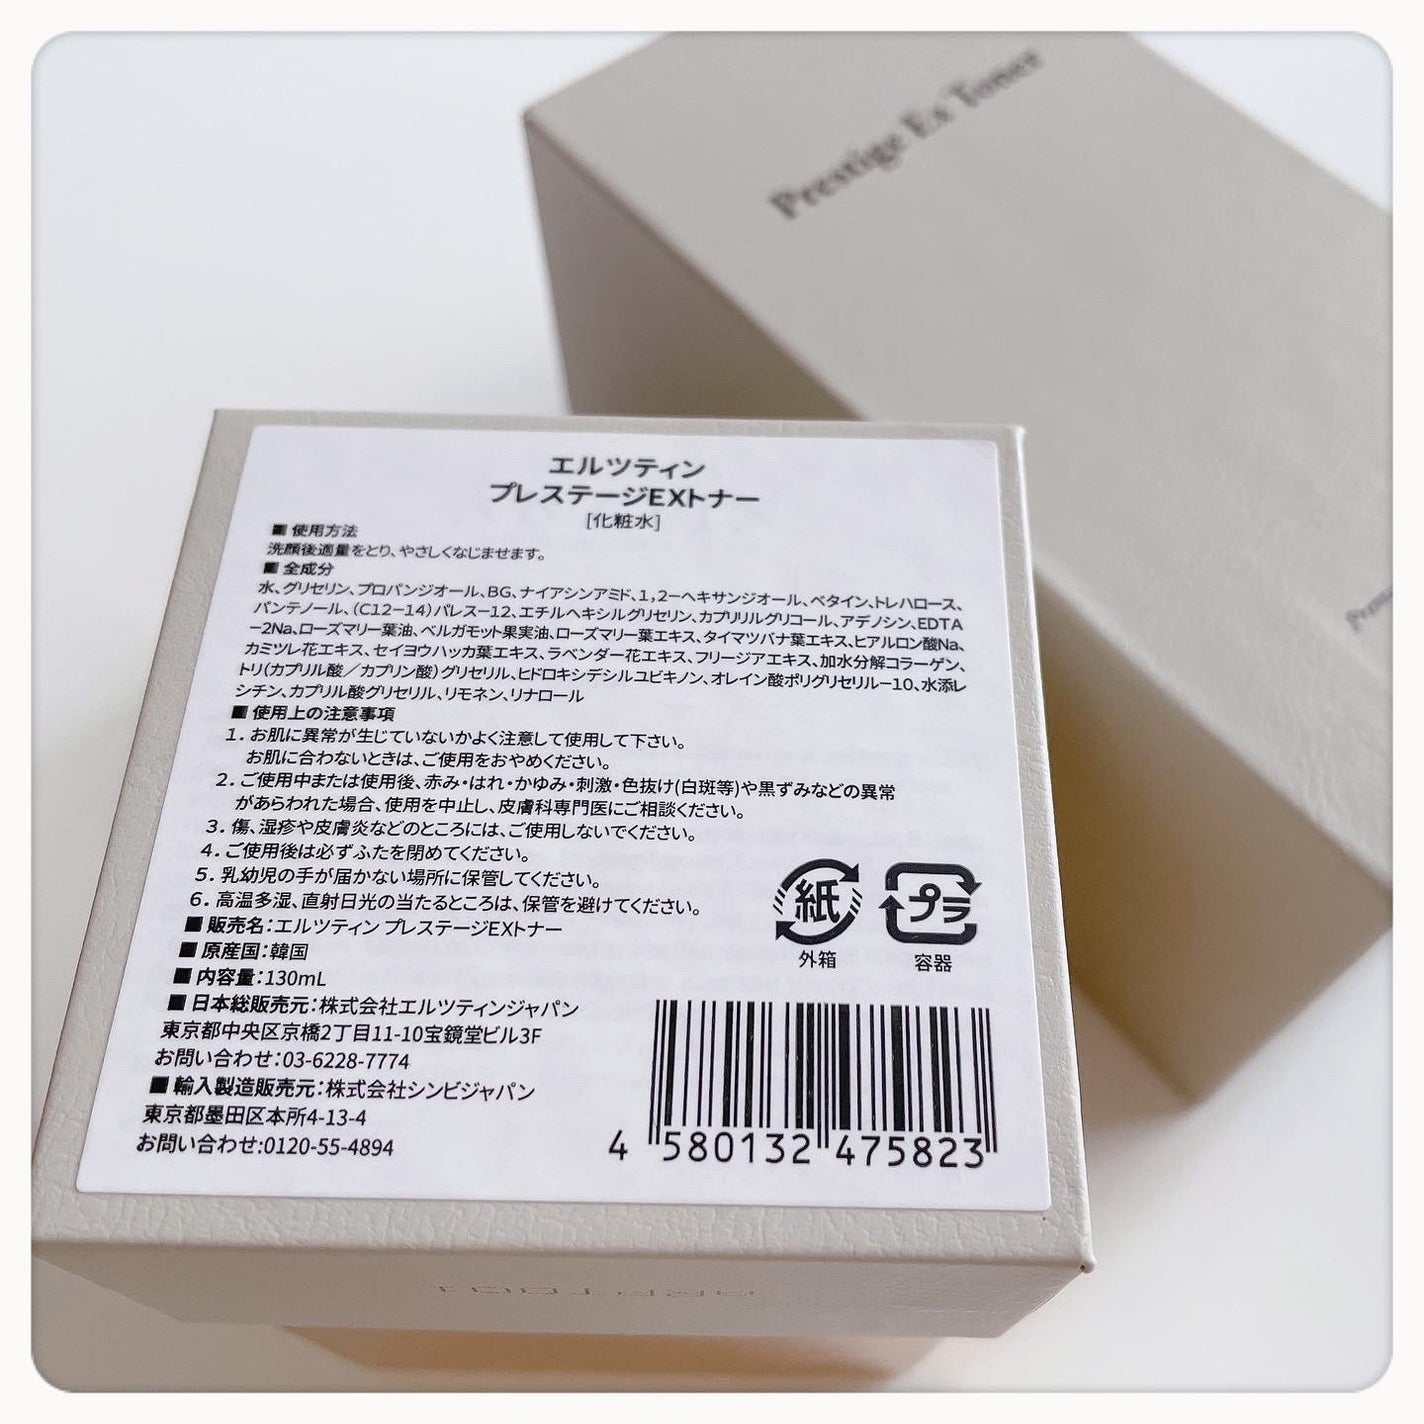 Prestige Ex Toner
エルツティン
プレステージEXトナー
[化粧水]
■ 使用方法
洗顔後適量をとり、やさしくなじませます。
■ 全成分
水、グリセリン、プロパンジオール、BG、ナイアシンアミド、1,2-ヘキサンジオール、ベタイン、トレハロース、
パンテノール、(C12-14)パレス-12、エチルヘキシルグリセリン、カプリリルグリコール、アデノシン、EDTA
-2Na、ローズマリー葉油、ベルガモット果実油、ローズマリー葉エキス、タイマツバナ葉エキス、ヒアルロン酸Na、
カミツレ花エキス、セイヨウハッカ葉エキス、ラベンダー花エキス、フリージアエキス、加水分解コラーゲン、
トリ(カプリル酸／カプリン酸)グリセリル、ヒドロキシデシルユビキノン、オレイン酸ポリグリセリル-10、水添レ
シチン、カプリル酸グリセリル、リモネン、リナロール
■ 使用上の注意事項
1. お肌に異常が生じていないかよく注意して使用して下さい。
お肌に合わないときは、ご使用をおやめください。
2. ご使用中または使用後、赤み・はれ・かゆみ・刺激・色抜け(白斑等)や黒ずみなどの異常
があらわれた場合、使用を中止し、皮膚科専門医にご相談ください。
3. 傷、湿疹や皮膚炎などのところには、ご使用しないでください。
4. ご使用後は必ずふたを閉めてください。
5. 乳幼児の手が届かない場所に保管してください。
6. 高温多湿、直射日光の当たるところは、保管を避けてください。
■ 販売名：エルツティン プレステージEXトナー
■ 原産国：韓国
■ 内容量：130mL
■ 日本総販売元：株式会社エルツティンジャパン
東京都中央区京橋2丁目11-10宝鏡堂ビル3F
お問い合わせ：03-6228-7774
■ 輸入製造販売元：株式会社シンビジャパン
東京都墨田区本所4-13-4
お問い合わせ:0120-55-4894
紙
外箱
プラ
容器
4 580132 475823